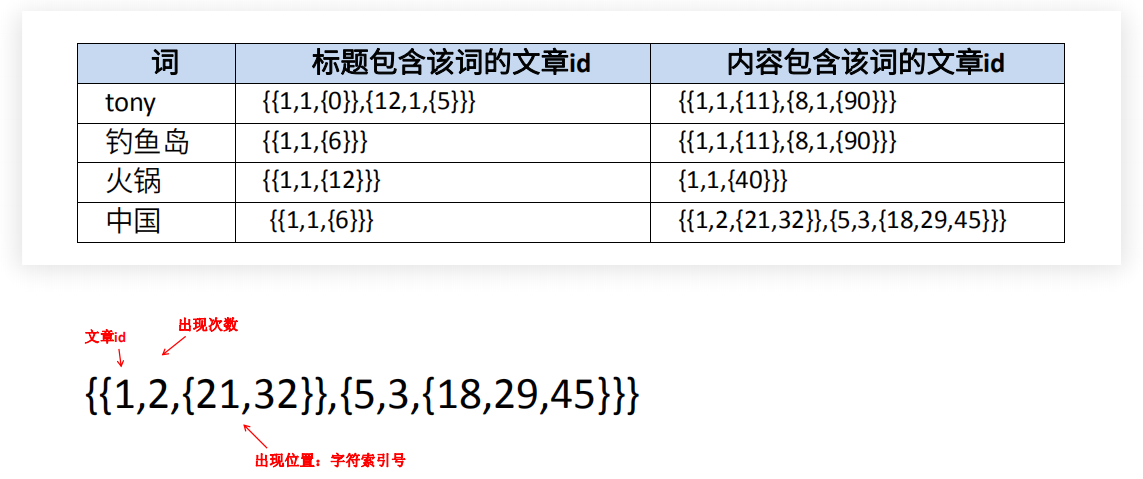 词 标题包含该词的文章id 内容包含该词的文章id
tony {{1,1,{0}},{12,1,{5}}} {{1,1,{11},{8,1,{90}}}
钓鱼岛 {{1,1,{6}}} {{1,1,{11},{8,1,{90}}}
火锅 {{1,1,{12}}} {1,1,{40}}}
中国 {{1,1,{6}}} {{1,2,{21,32}},{5,3,{18,29,45}}}
出现次数
文章id
{{1,2,{21,32}},{5,3,{18,29,45}}}
出现位置：字符索引号